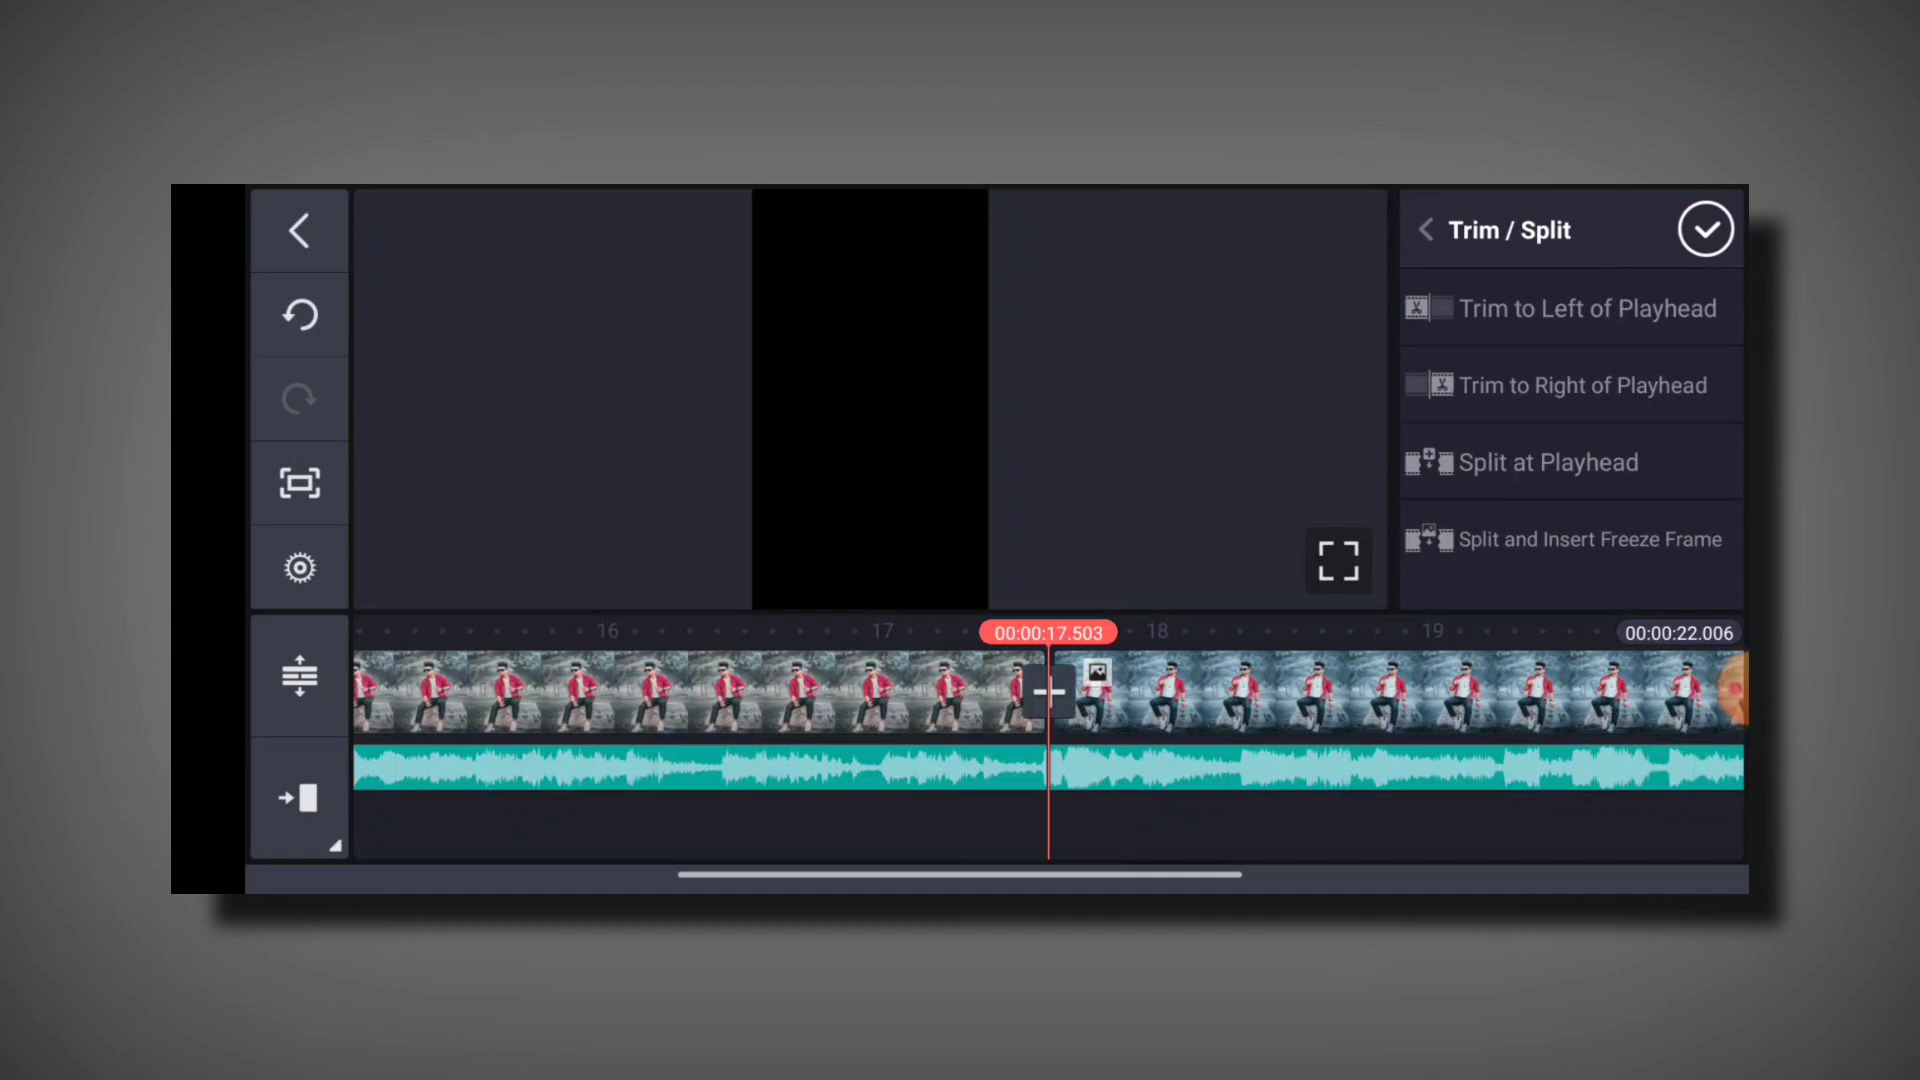 Trim / Split
Trim to Left of Playhead
Trim to Right of Playhead
Split at Playhead
Split and Insert Freeze Frame
16 17 00:00:17.503 18 19 00:00:22.006